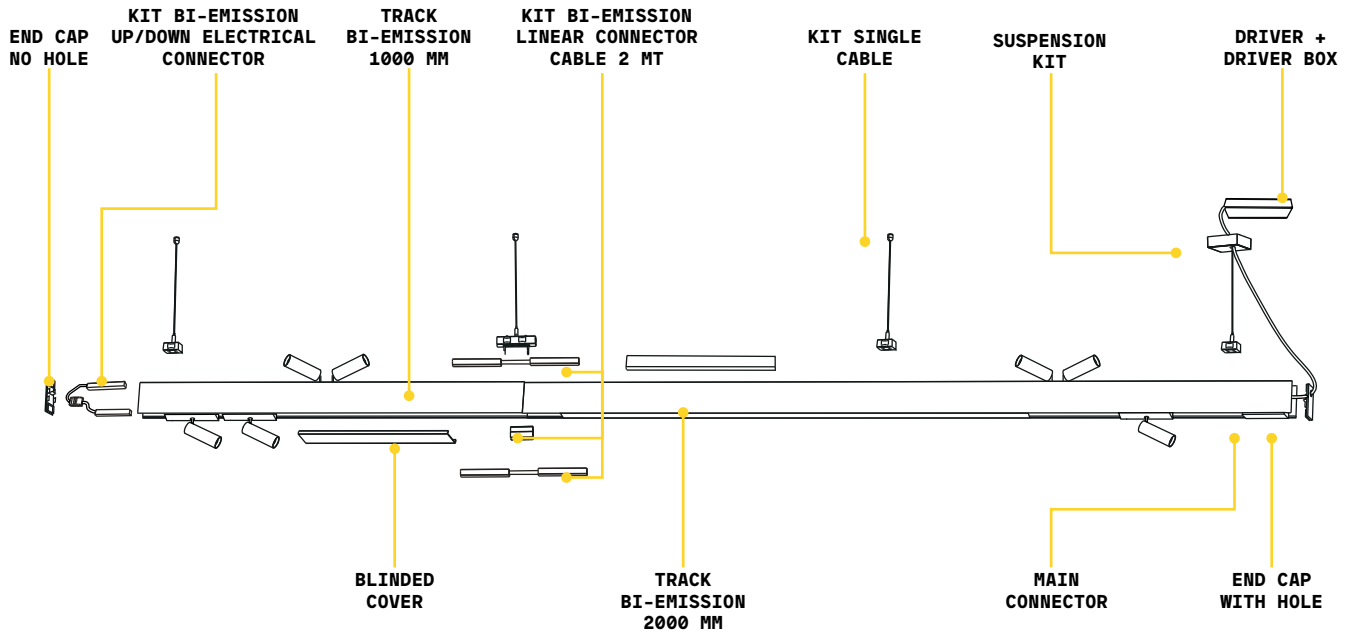 END CAP
NO HOLE
KIT BI-EMISSION
UP/DOWN ELECTRICAL
CONNECTOR
TRACK
BI-EMISSION
1000 MM
KIT BI-EMISSION
LINEAR CONNECTOR
CABLE 2 MT
KIT SINGLE
CABLE
SUSPENSION
KIT
DRIVER +
DRIVER BOX
BLINDED
COVER
TRACK
BI-EMISSION
2000 MM
MAIN
CONNECTOR
END CAP
WITH HOLE